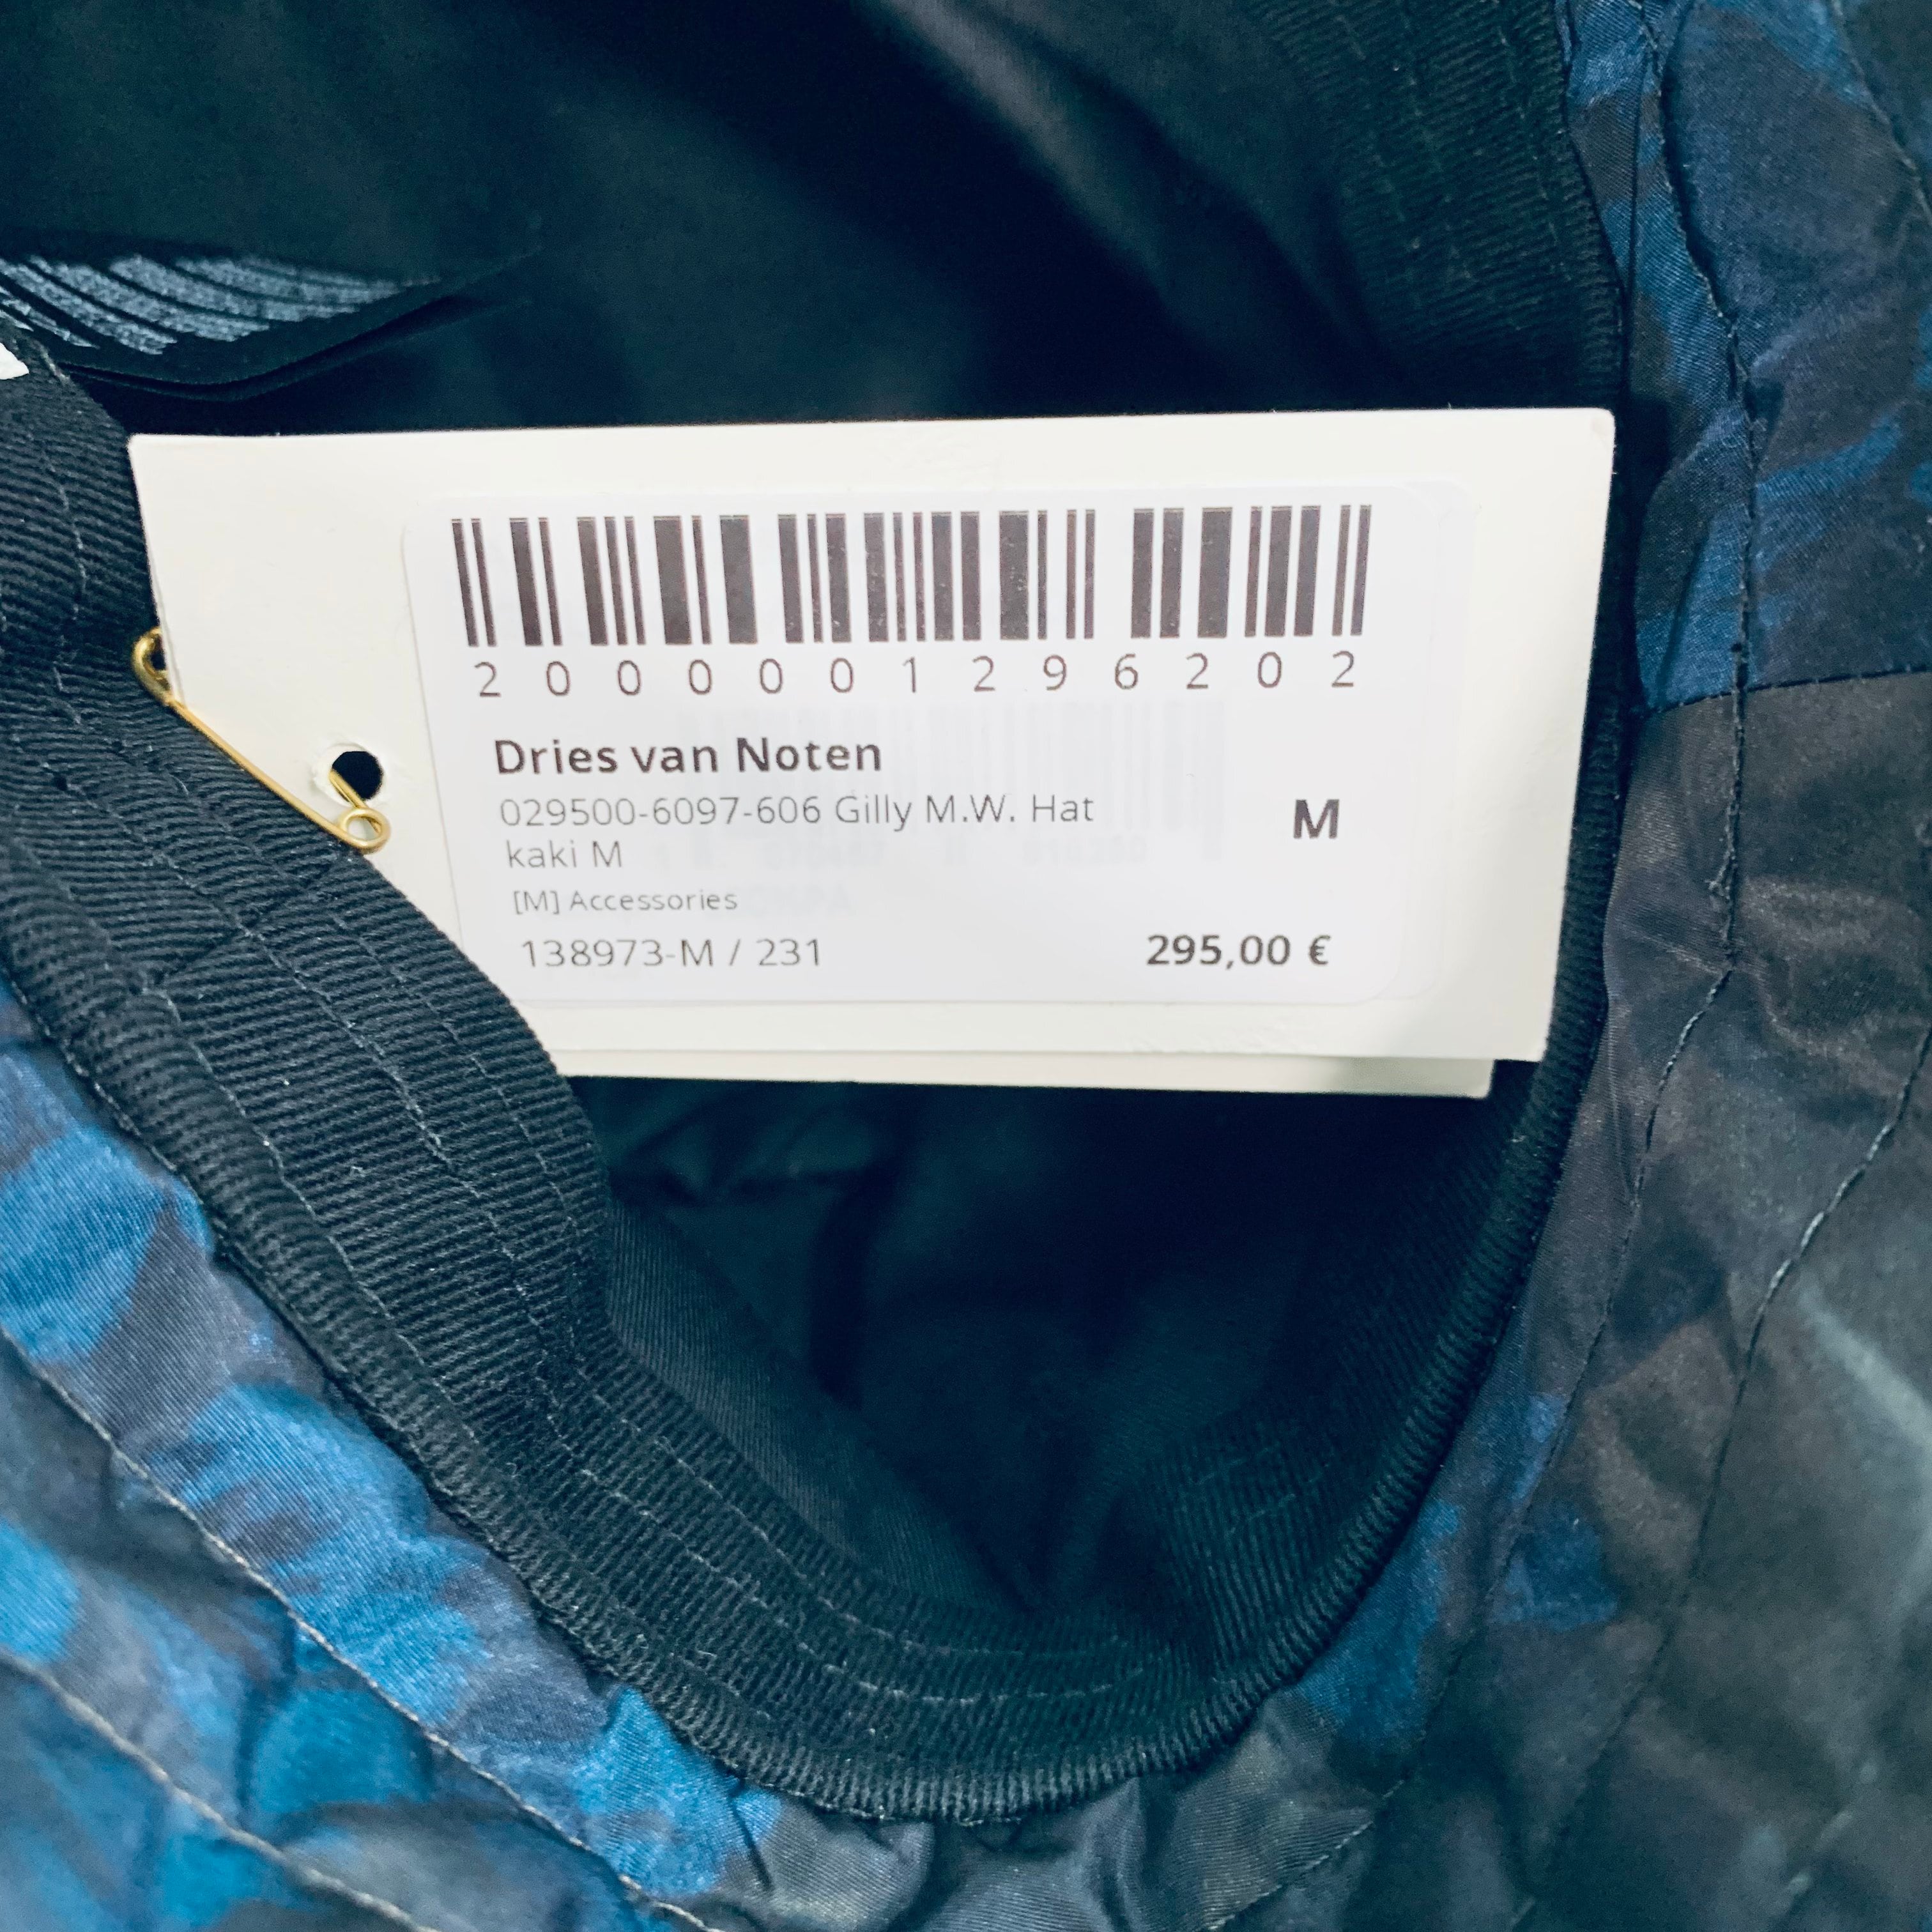 2000001296202
Dries van Noten
029500-6097-606 Gilly M.W. Hat
kaki M
M
[M] Accessories
138973-M / 231
295,00 €